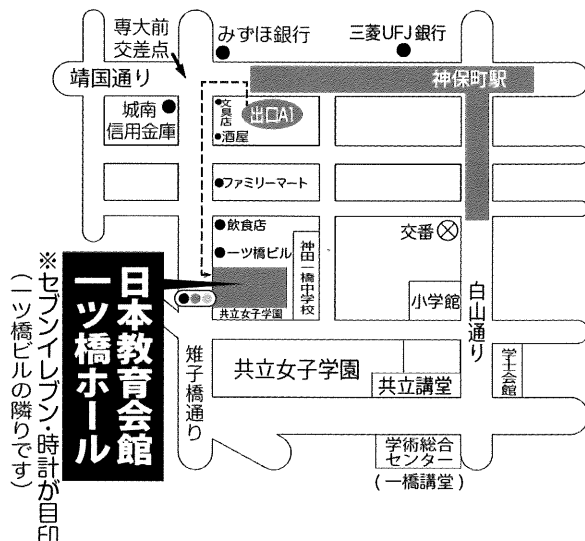 専大前
交差点
みずほ銀行
三菱UFJ銀行
靖国通り
神保町駅
城南
信用金庫
文具店
出口A1
酒屋
ファミリーマート
飲食店
一ツ橋ビル
神田一橋中学校
交番
小学館
白山通り
共立女子学園
日本教育会館
一ツ橋ホール
※セブンイレブン・時計が目印
(一ツ橋ビルの隣りです)
雉子橋通り
共立女子学園
共立講堂
学士会館
学術総合
センター
(一橋講堂)